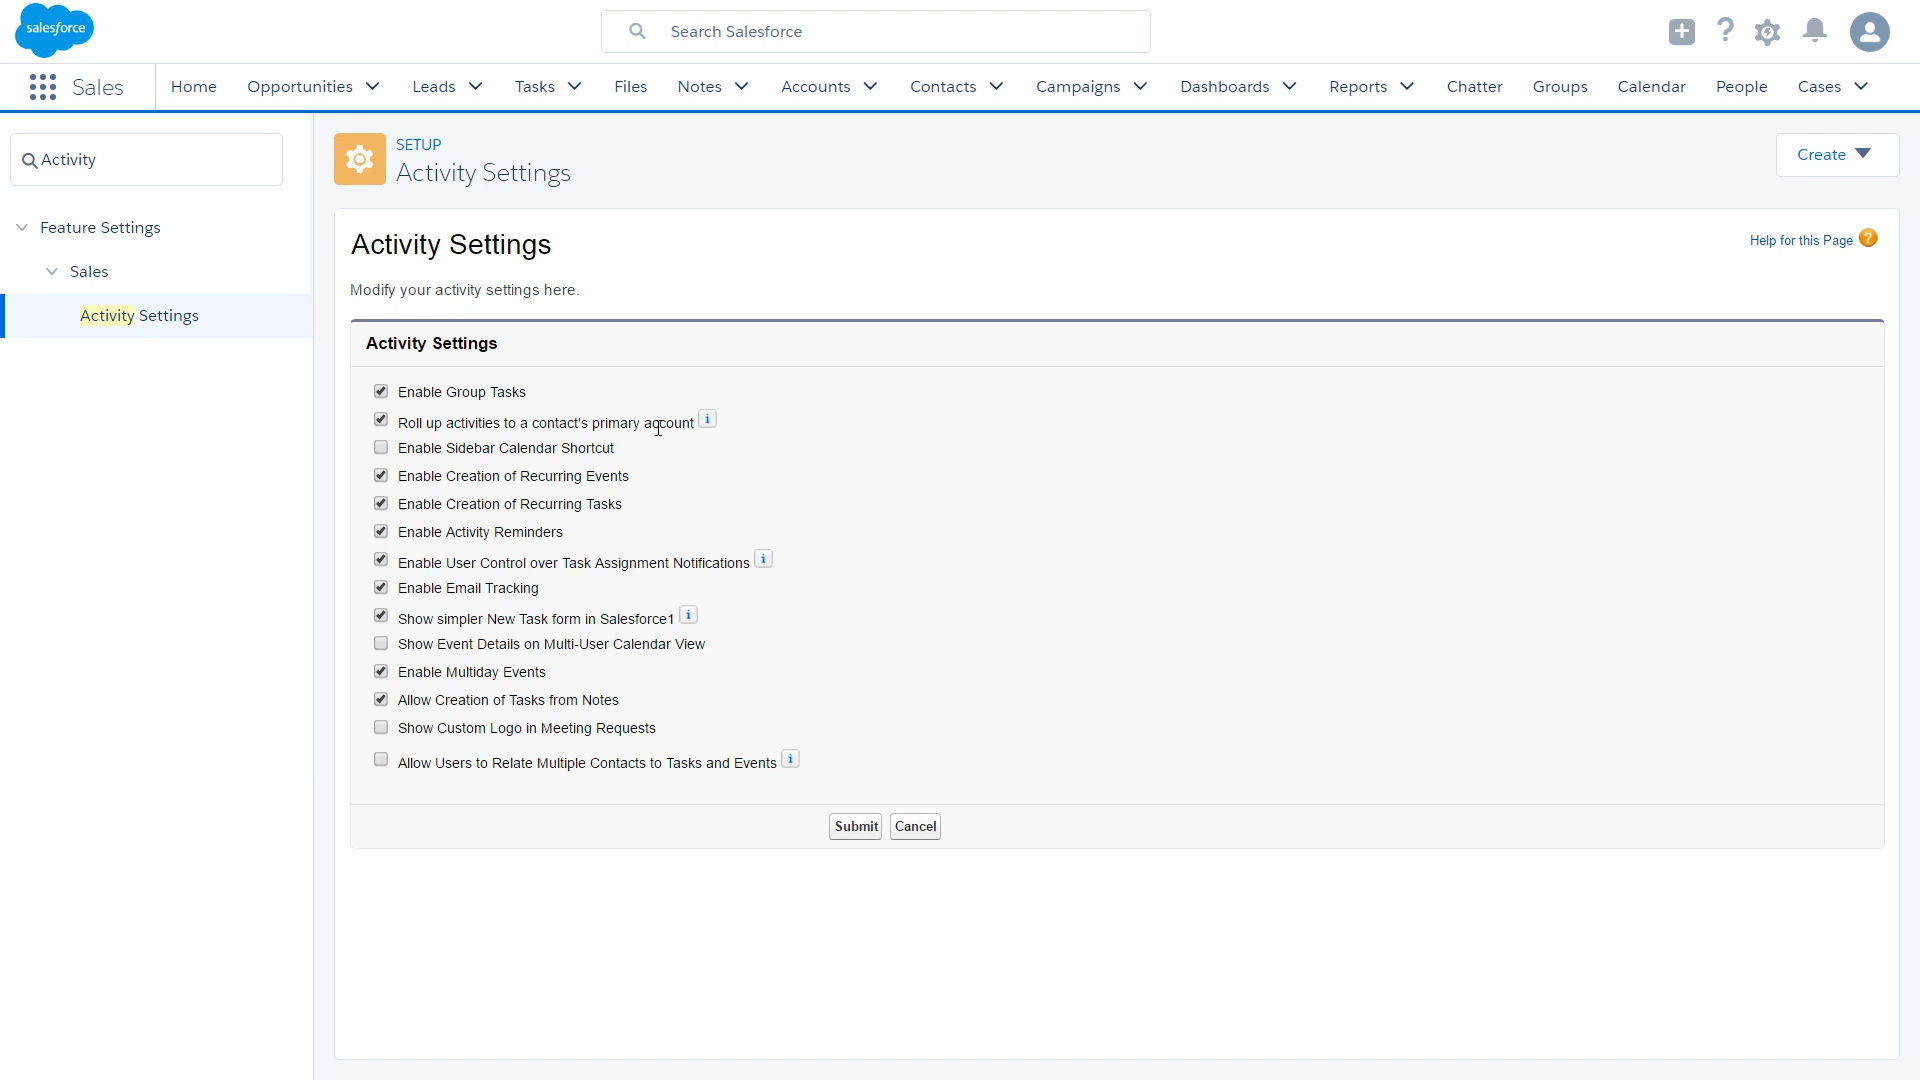 salesforce
Search Salesforce
?
Sales
Home
Opportunities
Leads
Tasks
Files
Notes
Accounts
Contacts
Campaigns
Dashboards
Reports
Chatter
Groups
Calendar
People
Cases
Activity
Feature Settings
Sales
Activity Settings
SETUP
Activity Settings
Create
Activity Settings
Help for this Page ?
Modify your activity settings here.
Activity Settings
Enable Group Tasks
Roll up activities to a contact's primary account i
Enable Sidebar Calendar Shortcut
Enable Creation of Recurring Events
Enable Creation of Recurring Tasks
Enable Activity Reminders
Enable User Control over Task Assignment Notifications i
Enable Email Tracking
Show simpler New Task form in Salesforce1 i
Show Event Details on Multi-User Calendar View
Enable Multiday Events
Allow Creation of Tasks from Notes
Show Custom Logo in Meeting Requests
Allow Users to Relate Multiple Contacts to Tasks and Events i
Submit
Cancel